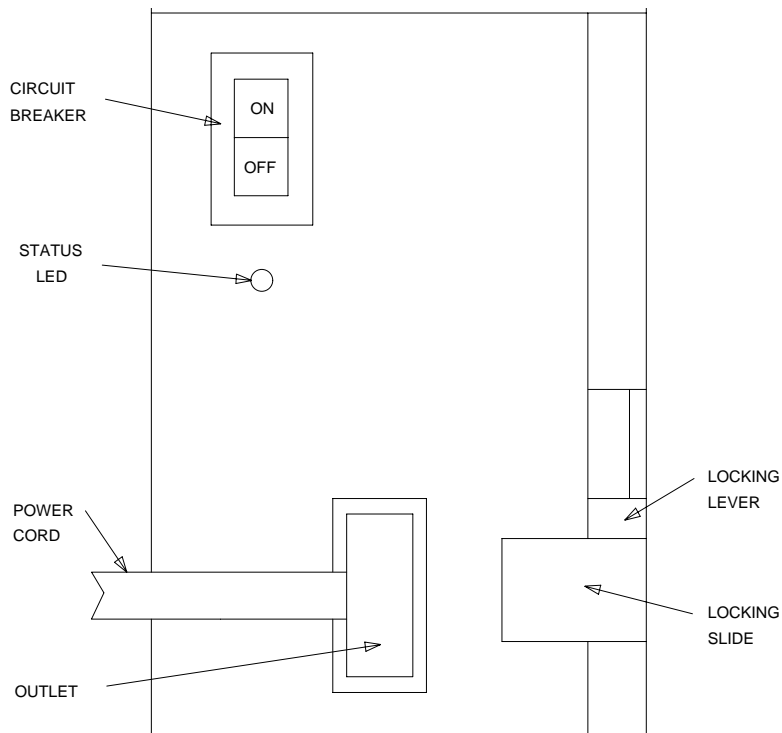 CIRCUIT
BREAKER
ON
OFF
STATUS
LED
LOCKING
LEVER
POWER
CORD
LOCKING
SLIDE
OUTLET